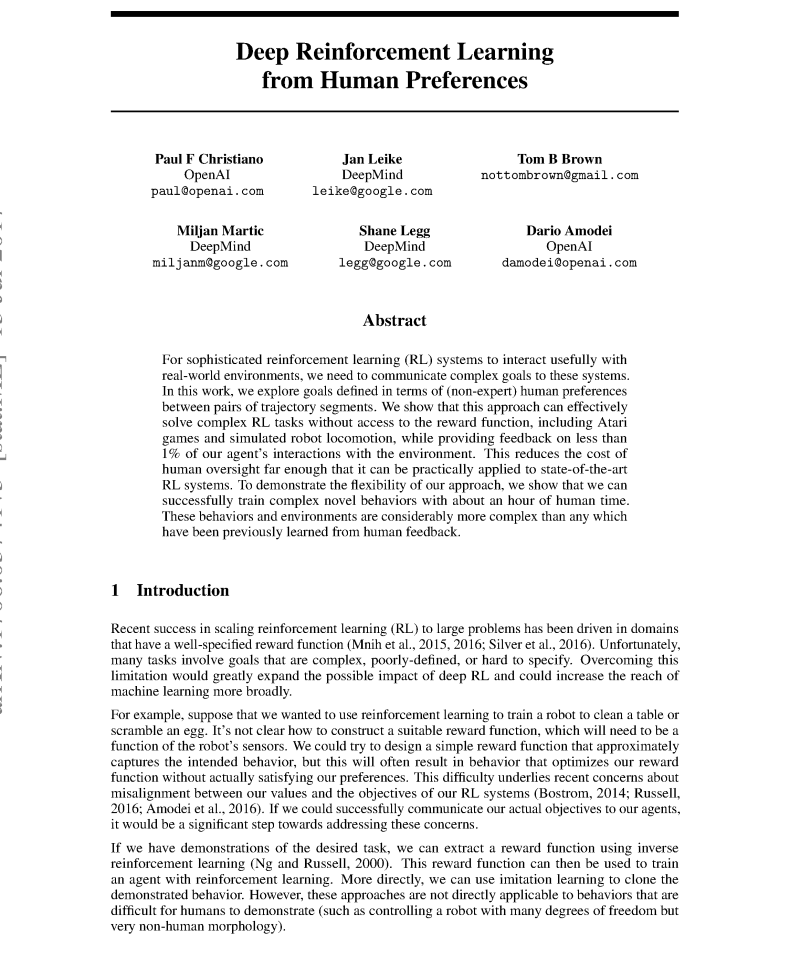 Deep Reinforcement Learning
from Human Preferences
Paul F Christiano
OpenAI
paul@openai.com
Jan Leike
DeepMind
leike@google.com
Tom B Brown
nottombrown@gmail.com
Miljan Martic
DeepMind
miljanm@google.com
Shane Legg
DeepMind
legg@google.com
Dario Amodei
OpenAI
damodei@openai.com
Abstract
For sophisticated reinforcement learning (RL) systems to interact usefully with
real-world environments, we need to communicate complex goals to these systems.
In this work, we explore goals defined in terms of (non-expert) human preferences
between pairs of trajectory segments. We show that this approach can effectively
solve complex RL tasks without access to the reward function, including Atari
games and simulated robot locomotion, while providing feedback on less than
1% of our agent's interactions with the environment. This reduces the cost of
human oversight far enough that it can be practically applied to state-of-the-art
RL systems. To demonstrate the flexibility of our approach, we show that we can
successfully train complex novel behaviors with about an hour of human time.
These behaviors and environments are considerably more complex than any which
have been previously learned from human feedback.
1 Introduction
Recent success in scaling reinforcement learning (RL) to large problems has been driven in domains
that have a well-specified reward function (Mnih et al., 2015, 2016; Silver et al., 2016). Unfortunately,
many tasks involve goals that are complex, poorly-defined, or hard to specify. Overcoming this
limitation would greatly expand the possible impact of deep RL and could increase the reach of
machine learning more broadly.
For example, suppose that we wanted to use reinforcement learning to train a robot to clean a table or
scramble an egg. It's not clear how to construct a suitable reward function, which will need to be a
function of the robot's sensors. We could try to design a simple reward function that approximately
captures the intended behavior, but this will often result in behavior that optimizes our reward
function without actually satisfying our preferences. This difficulty underlies recent concerns about
misalignment between our values and the objectives of our RL systems (Bostrom, 2014; Russell,
2016; Amodei et al., 2016). If we could successfully communicate our actual objectives to our agents,
it would be a significant step towards addressing these concerns.
If we have demonstrations of the desired task, we can extract a reward function using inverse
reinforcement learning (Ng and Russell, 2000). This reward function can then be used to train
an agent with reinforcement learning. More directly, we can use imitation learning to clone the
demonstrated behavior. However, these approaches are not directly applicable to behaviors that are
difficult for humans to demonstrate (such as controlling a robot with many degrees of freedom but
very non-human morphology).